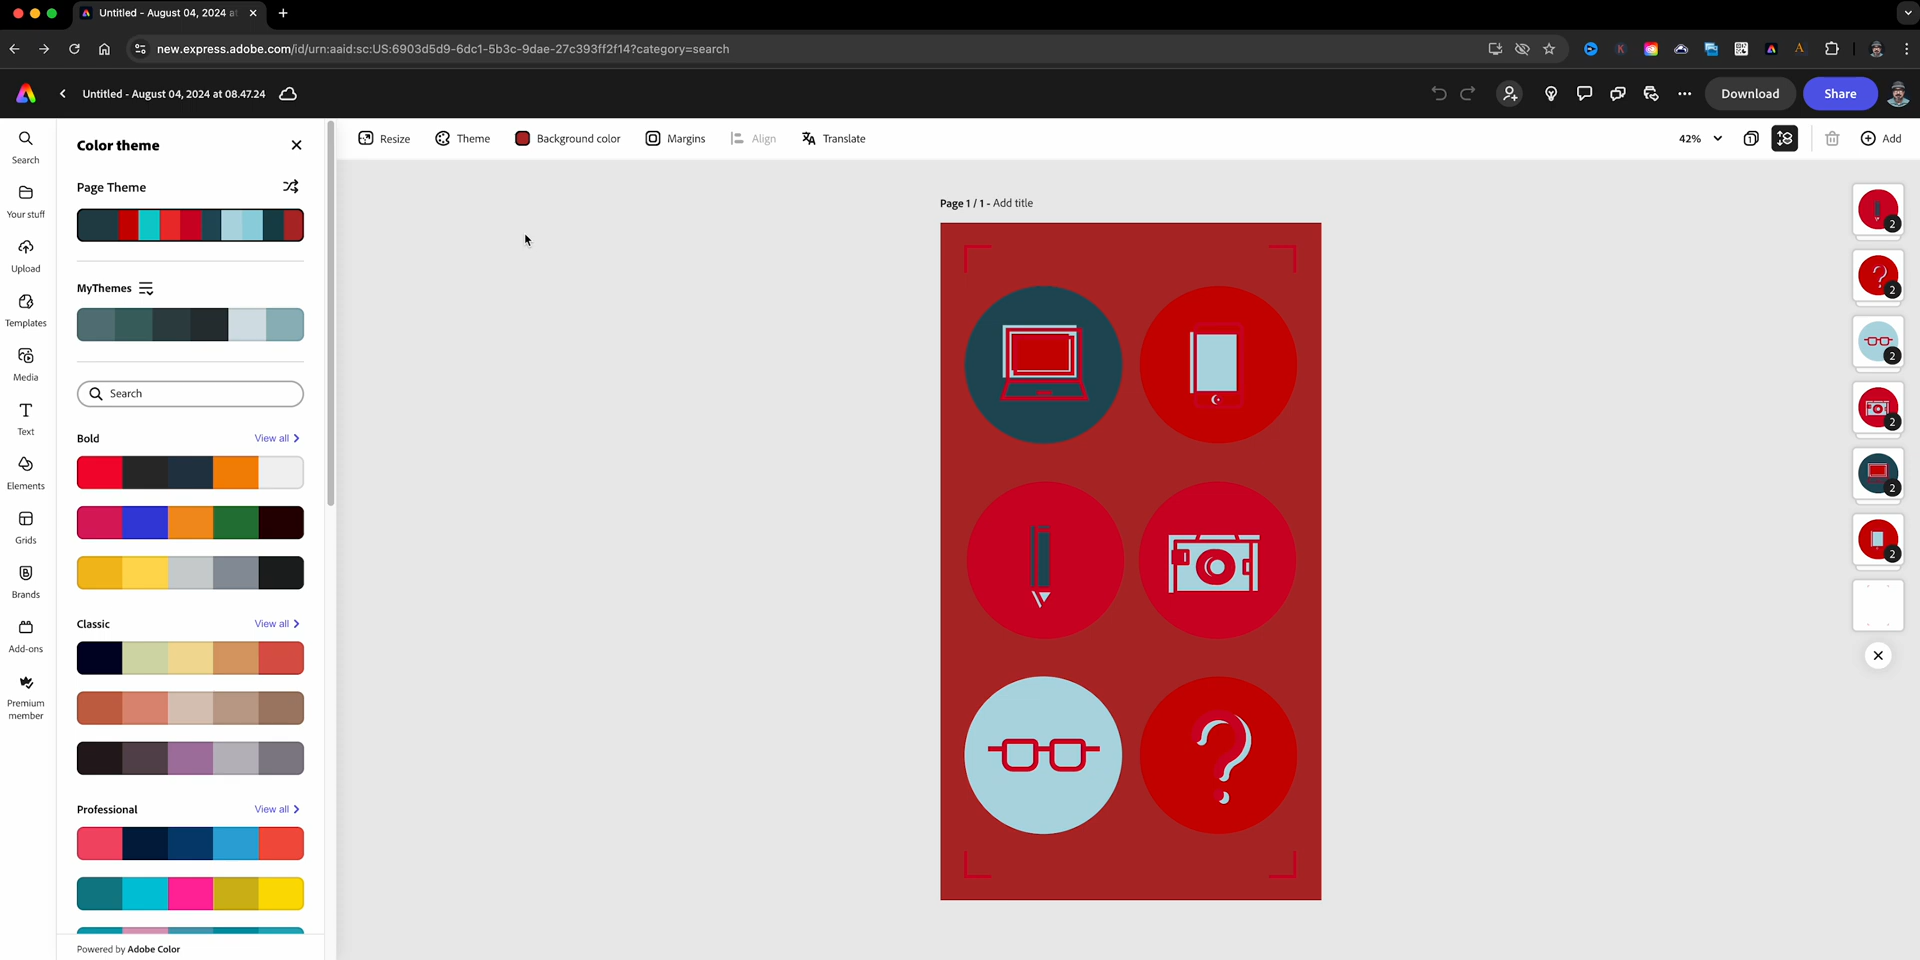 Untitled - August 04, 2024 at
new.express.adobe.com/id/urn:aaid:sc:US:6903d5d9-6dc1-5b3c-9dae-27c393ff2f14?category=search
Untitled - August 04, 2024 at 08.47.24
Download
Share
Search
Your stuff
Upload
Templates
Media
Text
Elements
Grids
Brands
Add-ons
Premium
member
Color theme
Page Theme
MyThemes
Search
Bold
View all
Classic
View all
Professional
View all
Powered by Adobe Color
Resize
Theme
Background color
Margins
Align
Translate
42%
1
Add
Page 1 / 1 - Add title
?
2
2
2
2
2
2